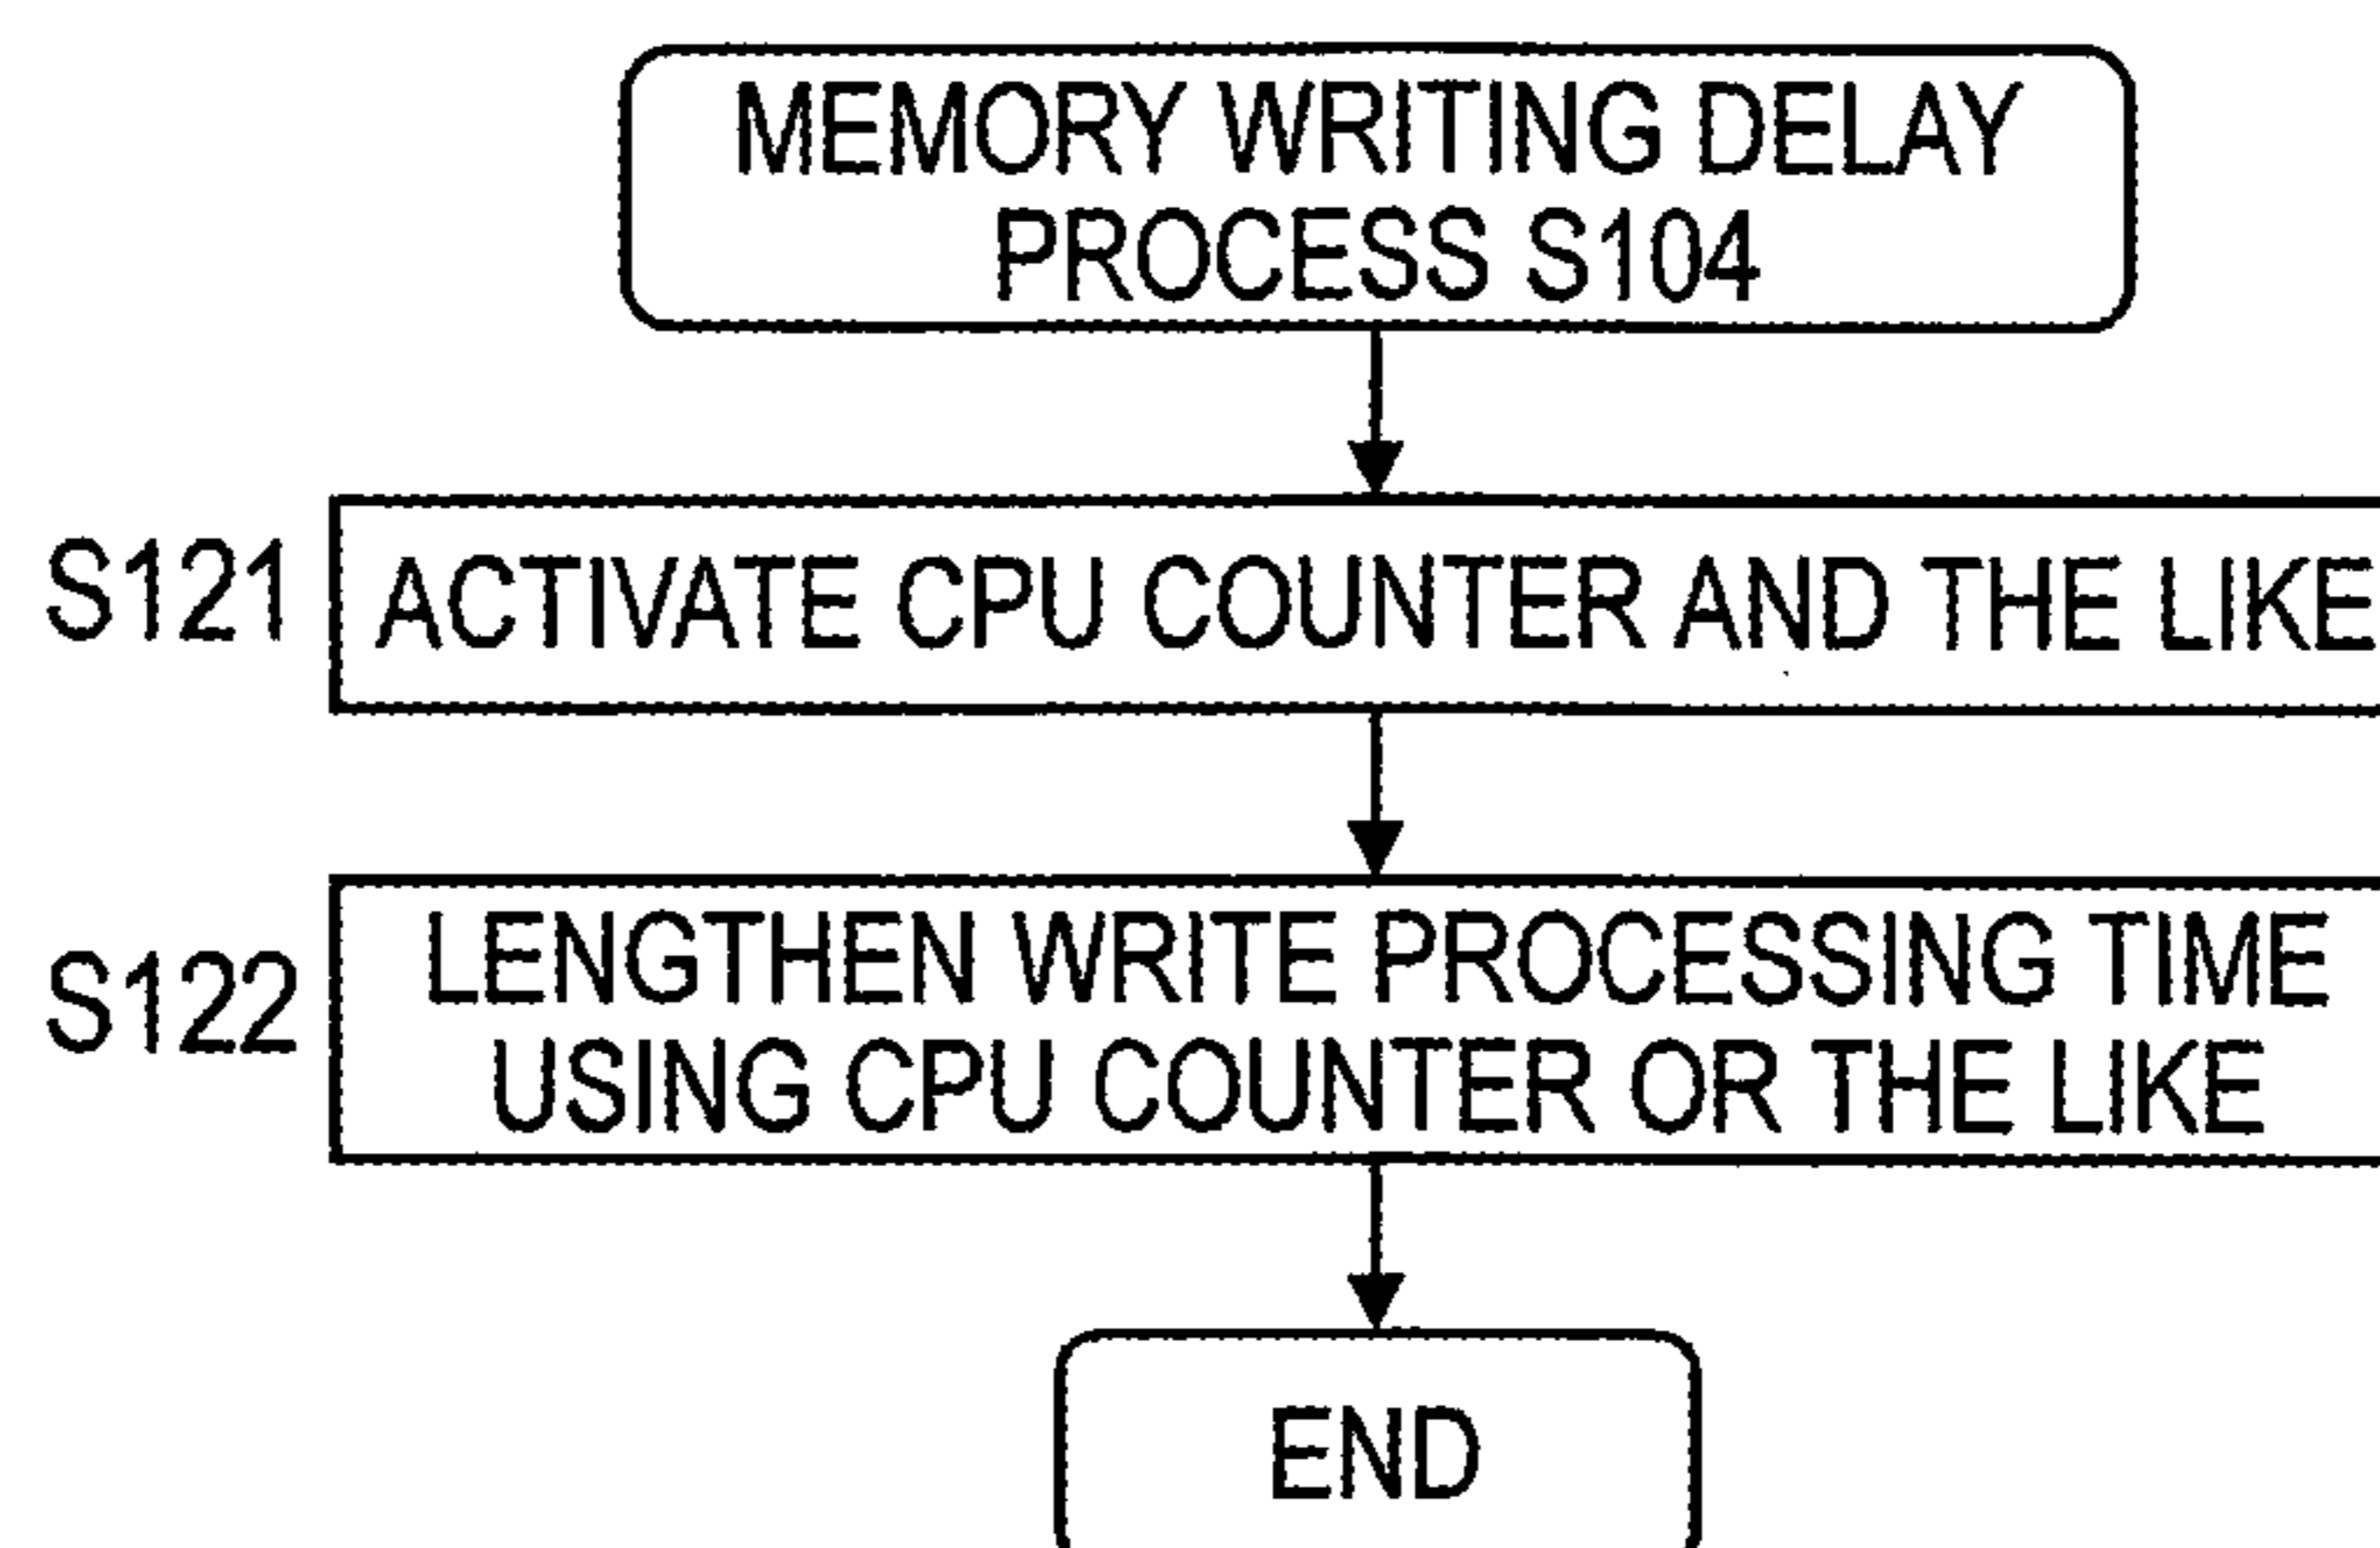 MEMORY WRITING DELAY
PROCESS S104
S121
ACTIVATE CPU COUNTER AND THE LIKE
S122
LENGTHEN WRITE PROCESSING TIME
USING CPU COUNTER OR THE LIKE
END